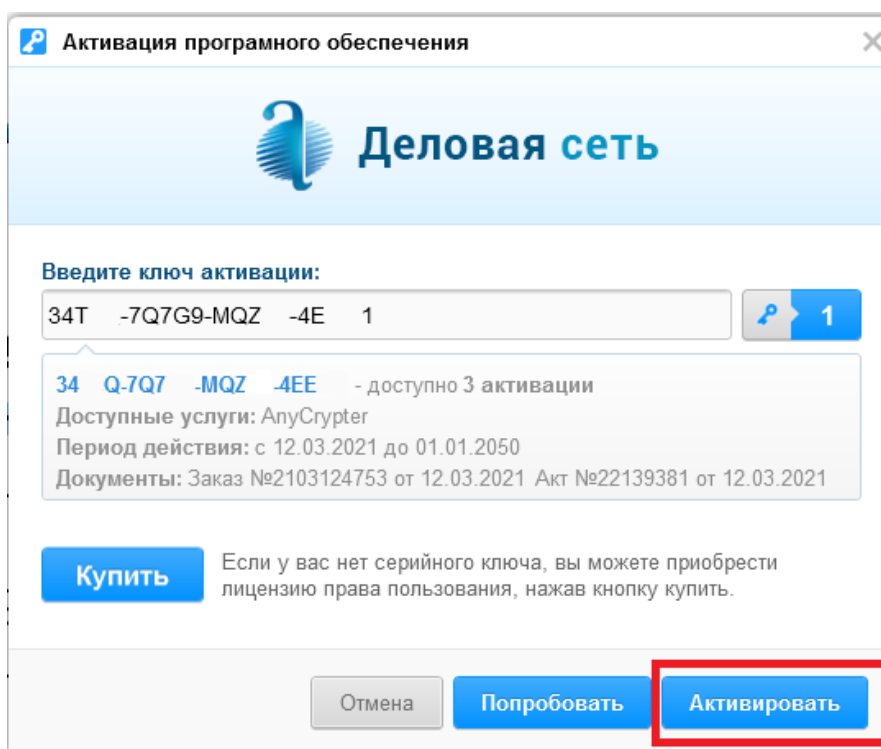 Активация програмного обеспечения
Деловая сеть
Введите ключ активации:
34T -7Q7G9-MQZ -4E 1
1
34 Q-7Q7 -MQZ -4EE - доступно 3 активации
Доступные услуги: AnyCrypter
Период действия: с 12.03.2021 до 01.01.2050
Документы: Заказ №2103124753 от 12.03.2021 Акт №22139381 от 12.03.2021
Купить
Если у вас нет серийного ключа, вы можете приобрести
лицензию права пользования, нажав кнопку купить.
Отмена
Попробовать
Активировать